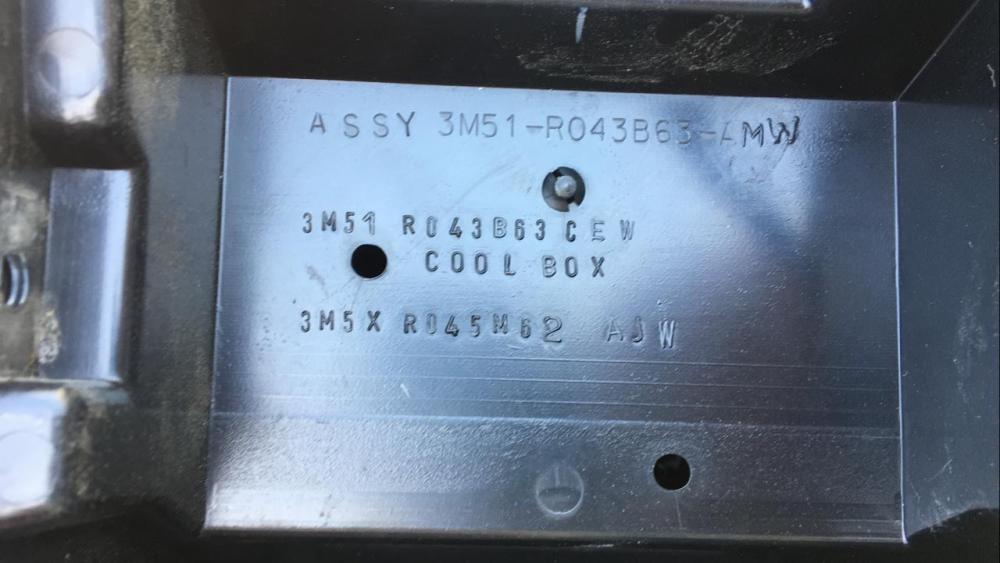 ASSY 3M51-R043B63-AMW
3M51 R043B63 CEW
COOL BOX
3M5X R045M62 AJW